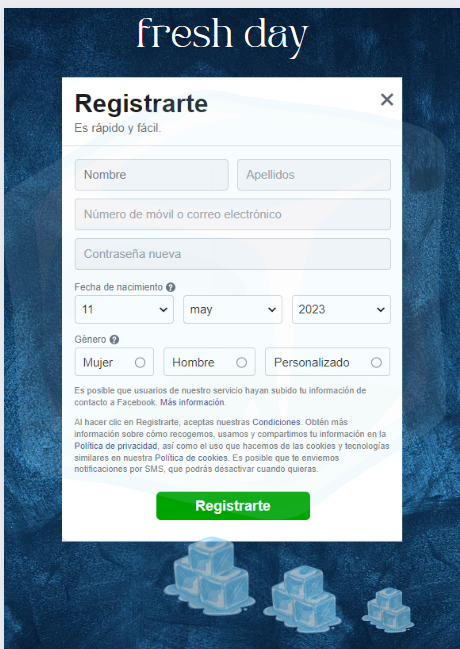 fresh day
Registrarte
Es rápido y fácil.
Nombre Apellidos
Número de móvil o correo electrónico
Contraseña nueva
Fecha de nacimiento
11 may 2023
Género
Mujer Hombre Personalizado
Es posible que usuarios de nuestro servicio hayan subido tu información de
contacto a Facebook. Más información.
Al hacer clic en Registrarte, aceptas nuestras Condiciones. Obtén más
información sobre cómo recogemos, usamos y compartimos tu información en la
Política de privacidad, así como el uso que hacemos de las cookies y tecnologías
similares en nuestra Política de cookies. Es posible que te enviemos
notificaciones por SMS, que podrás desactivar cuando quieras.
Registrarte